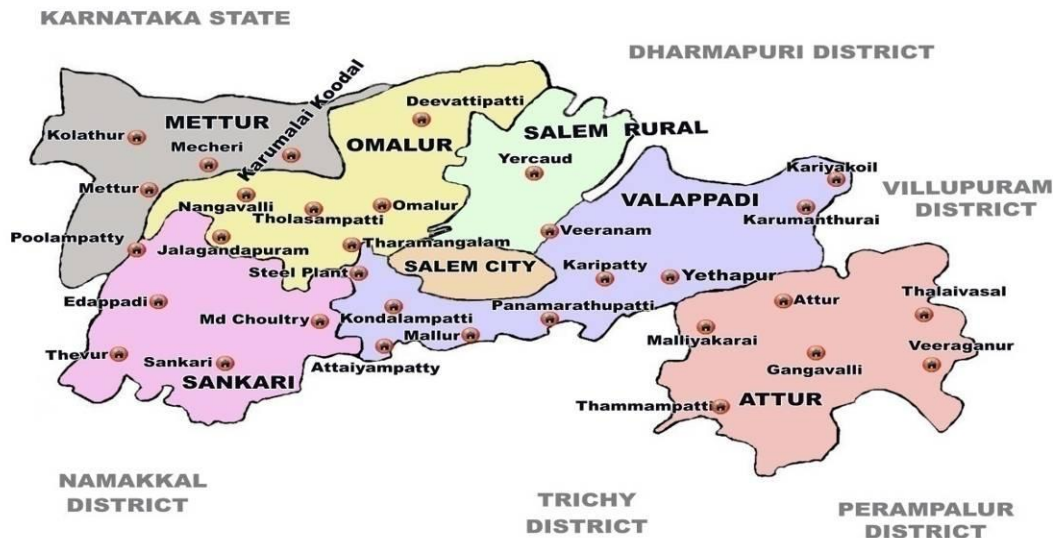 KARNATAKA STATE
DHARMAPURI DISTRICT
Karumalai Koodal
Deevattipatti
METTUR
Kolathur
OMALUR
SALEM RURAL
Mecheri
Yercaud
Kariyakoil
Mettur
VILLUPURAM
DISTRICT
Nangavalli
Tholasampatti
Omalur
VALAPPADI
Karumanthurai
Poolampatty
Jalagandapuram
Tharamangalam
Veeranam
Steel Plant
SALEM CITY
Karipatty
Yethapur
Edappadi
Md Choultry
Kondalampatti
Panamarathupatti
Attur
Thalaivasal
Mallur
Malliyakarai
Thevur
Sankari
Attaiyampatty
Gangavalli
Veeraganur
SANKARI
Thammampatti
ATTUR
NAMAKKAL
DISTRICT
TRICHY
DISTRICT
PERAMPALUR
DISTRICT